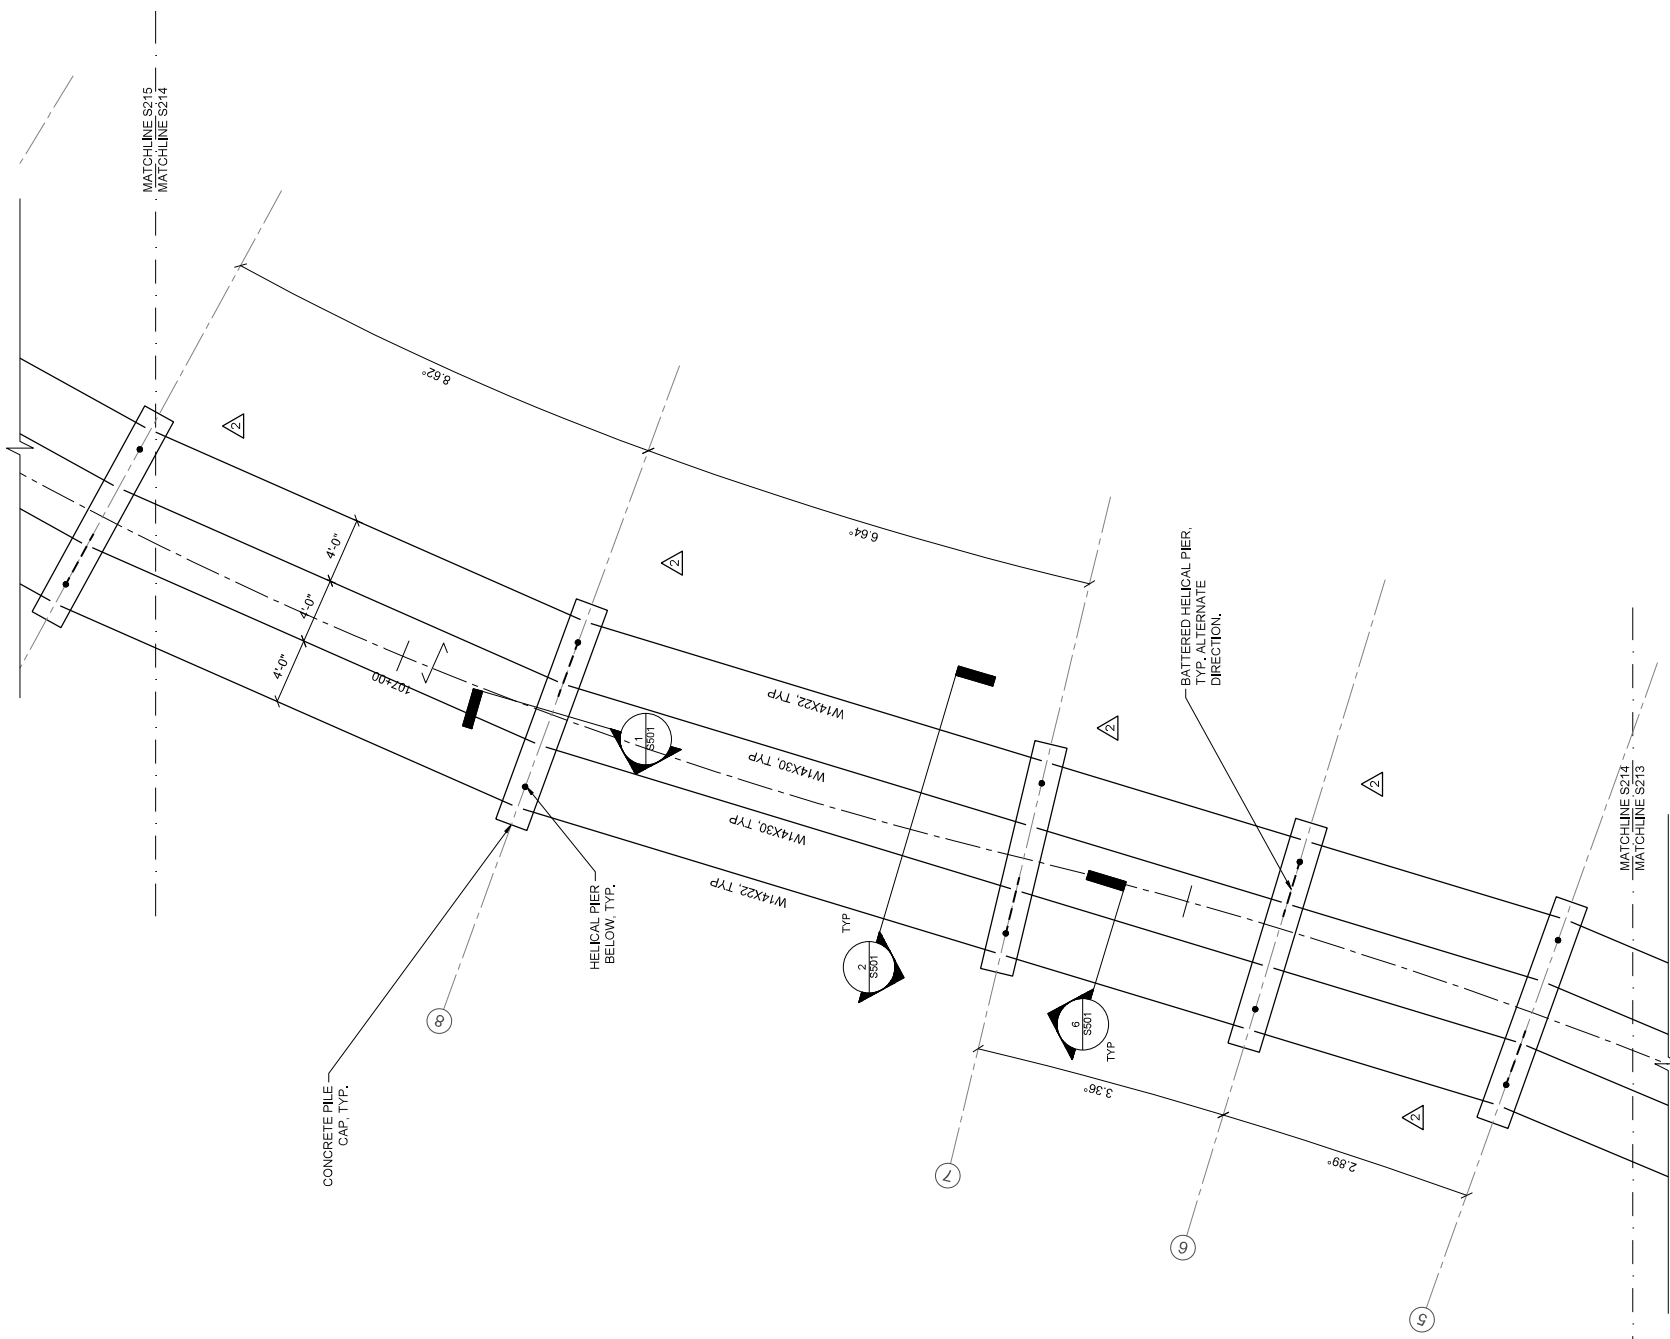 MATCHLINE S215
MATCHLINE S214
8.62°
2
4'-0"
4'-0"
4'-0"
107+00
2
6.64°
W14X22, TYP
W14X30, TYP
W14X30, TYP
W14X22, TYP
1
S501
BATTERED HELICAL PIER,
TYP. ALTERNATE
DIRECTION.
2
2
MATCHLINE S214
MATCHLINE S213
HELICAL PIER
BELOW, TYP.
TYP
2
S501
6
S501
TYP
8
CONCRETE PILE
CAP, TYP.
3.36°
2
2.89°
7
6
5